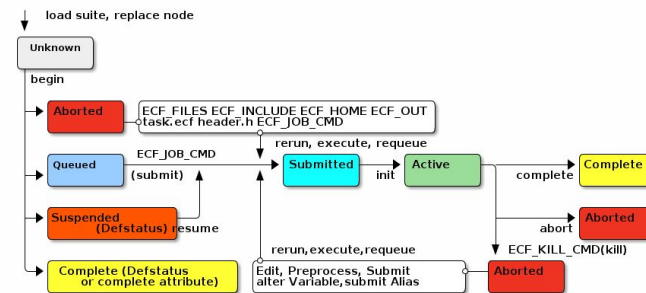 load suite, replace node
Unknown
begin
Aborted
ECF_FILES ECF_INCLUDE ECF_HOME ECF_OUT
task.ecf header.h ECF_JOB_CMD
rerun, execute, requeue
ECF_JOB_CMD
Queued
(submit)
Submitted
init
Active
complete
Complete
Suspended
(Defstatus) resume
Aborted
abort
ECF_KILL_CMD(kill)
rerun,execute,requeue
Complete (Defstatus
or complete attribute)
Edit, Preprocess, Submit
alter Variable,submit Alias
Aborted